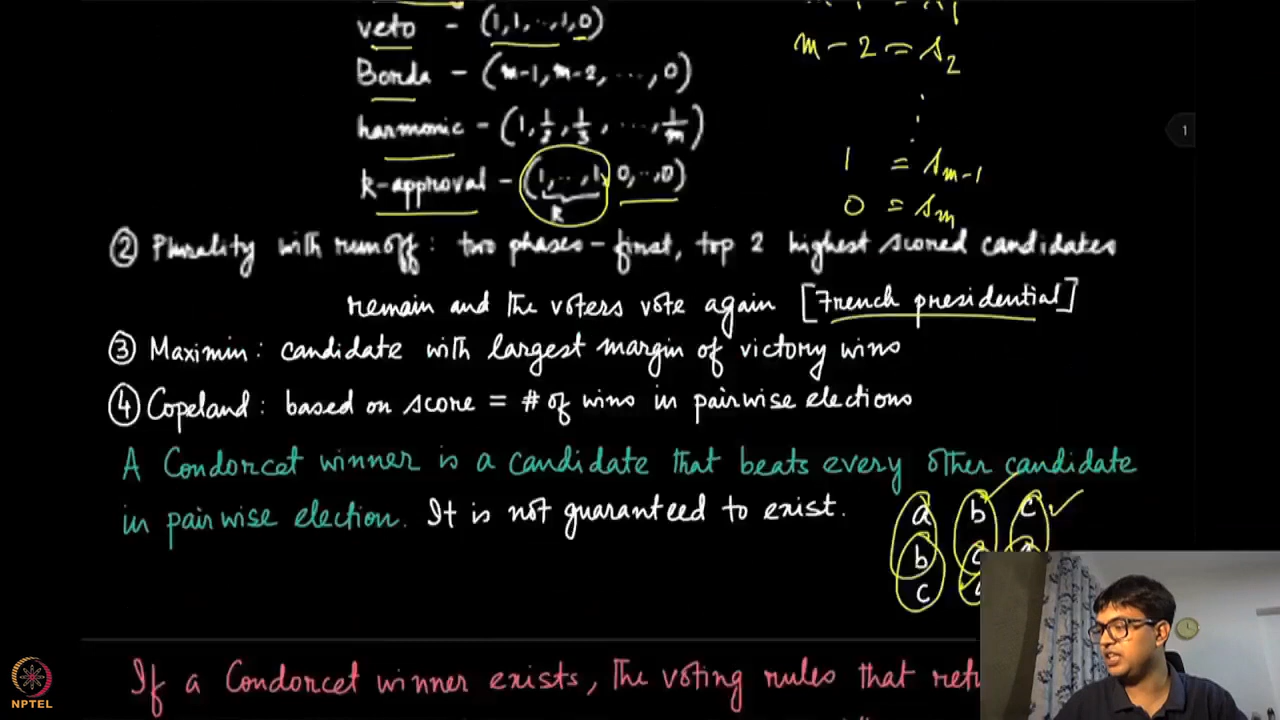 veto - (1,1,..,1,0)
m-2 = s_2
Borda - (m-1, m-2, ..., 0)
harmonic - (1, 1/2, 1/3, ..., 1/m)
1
1 = s_{m-1}
k-approval - (1,..,1, 0,..,0)
k
0 = s_m
② Plurality with runoff: two phases - first, top 2 highest scored candidates
remain and the voters vote again [French presidential]
③ Maximin: candidate with largest margin of victory wins
④ Copeland: based on score = # of wins in pairwise elections
A Condorcet winner is a candidate that beats every other candidate
in pairwise election. It is not guaranteed to exist.
a b c
b c a
c
If a Condorcet winner exists, the voting rules that
NPTEL